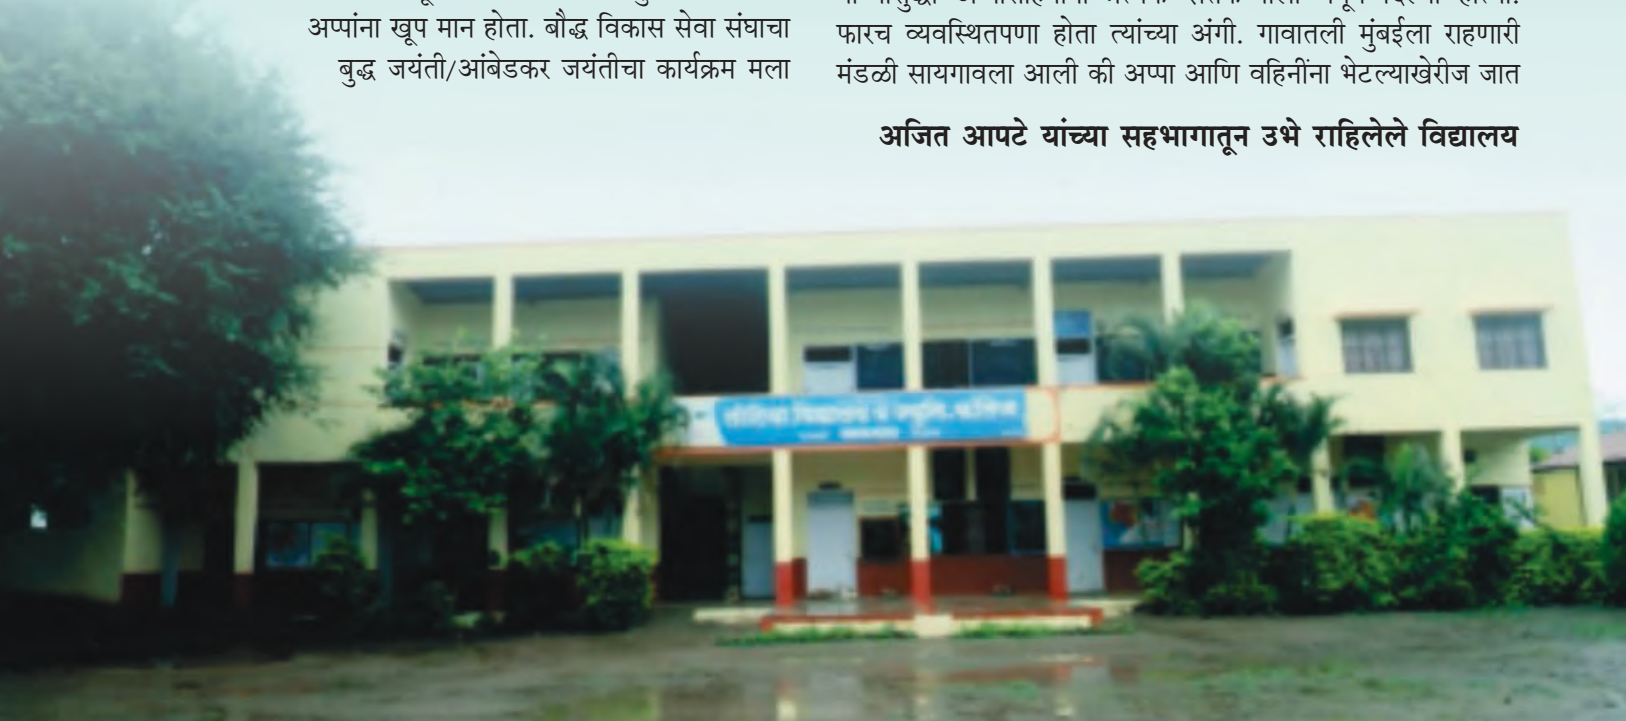 अप्पांना खूप मान होता. बौद्ध विकास सेवा संघाचा
बुद्ध जयंती/आंबेडकर जयंतीचा कार्यक्रम मला
फारच व्यवस्थितपणा होता त्यांच्या अंगी. गावातली मुंबईला राहणारी
मंडळी सायगावला आली की अप्पा आणि वहिनींना भेटल्याखेरीज जात
अजित आपटे यांच्या सहभागातून उभे राहिलेले विद्यालय